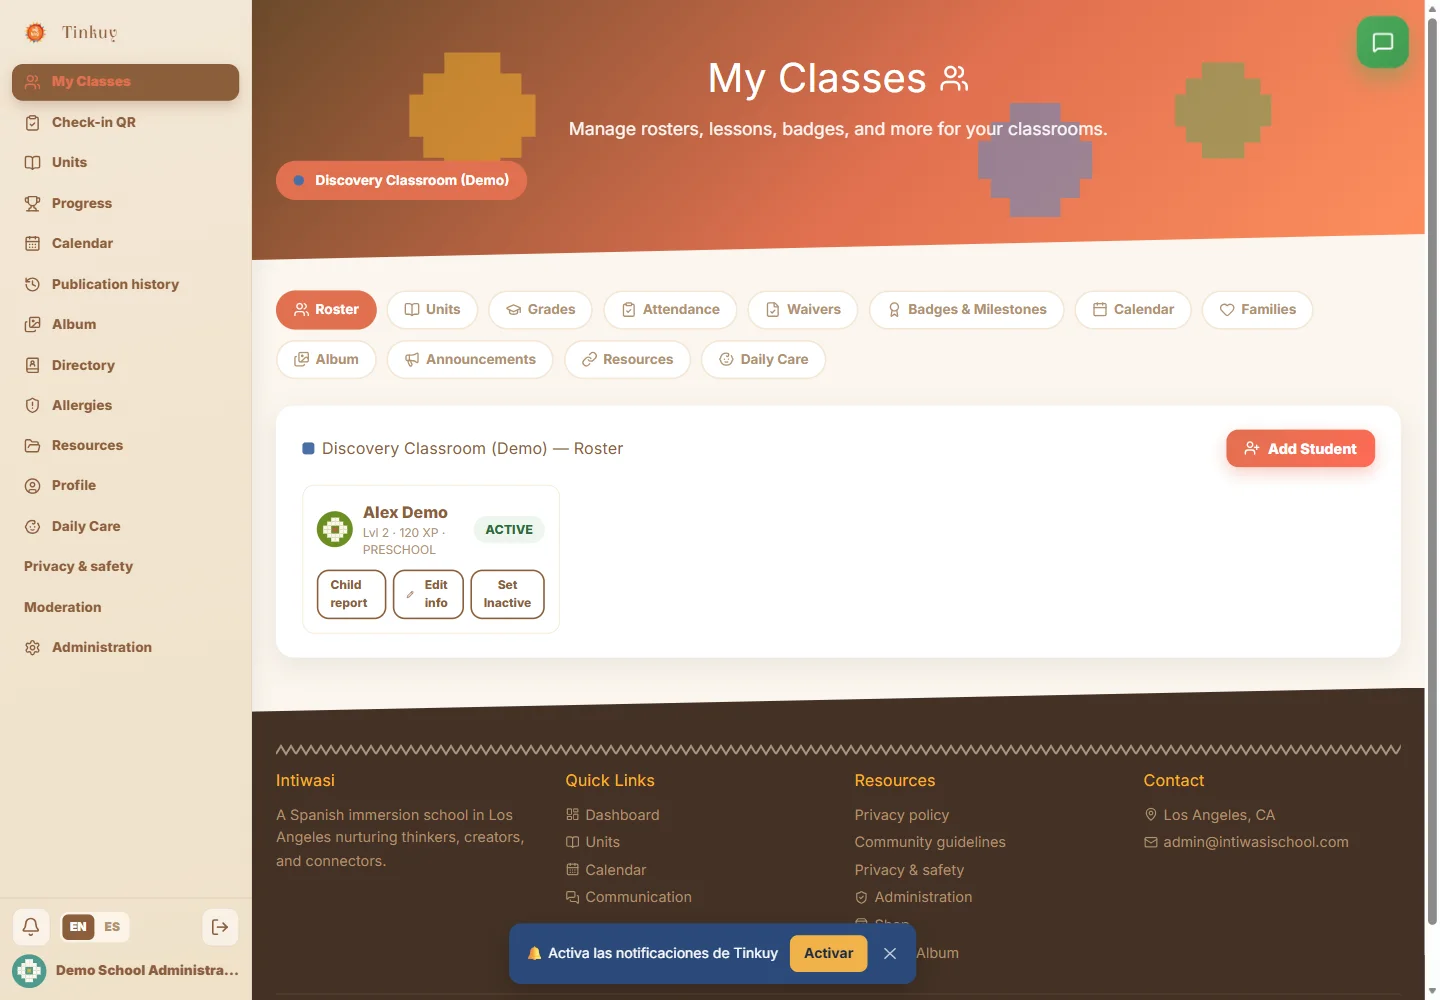 Tinkuy
My Classes
Check-in QR
Units
Progress
Calendar
Publication history
Album
Directory
Allergies
Resources
Profile
Daily Care
Privacy & safety
Moderation
Administration
EN
ES
Demo School Administra...
My Classes
Manage rosters, lessons, badges, and more for your classrooms.
Discovery Classroom (Demo)
Roster
Units
Grades
Attendance
Waivers
Badges & Milestones
Calendar
Families
Album
Announcements
Resources
Daily Care
Discovery Classroom (Demo) — Roster
Add Student
Alex Demo
Lvl 2 · 120 XP ·
PRESCHOOL
ACTIVE
Child
report
Edit
info
Set
Inactive
Intiwasi
A Spanish immersion school in Los
Angeles nurturing thinkers, creators,
and connectors.
Quick Links
Dashboard
Units
Calendar
Communication
Resources
Privacy policy
Community guidelines
Privacy & safety
Administration
Shop
Album
Contact
Los Angeles, CA
admin@intiwasischool.com
Activa las notificaciones de Tinkuy
Activar